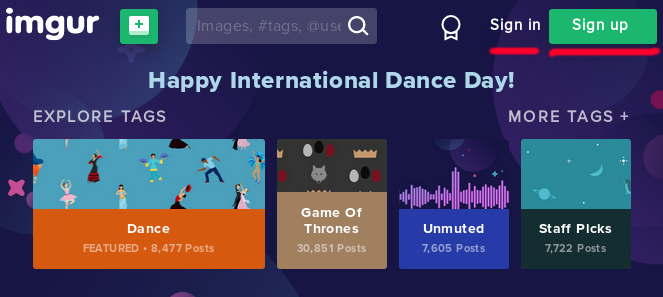 imgur
Images, #tags, @use
Sign in
Sign up
Happy International Dance Day!
EXPLORE TAGS
MORE TAGS +
Dance
FEATURED • 8,477 Posts
Game Of
Thrones
30,851 Posts
Unmuted
7,605 Posts
Staff Picks
7,722 Posts